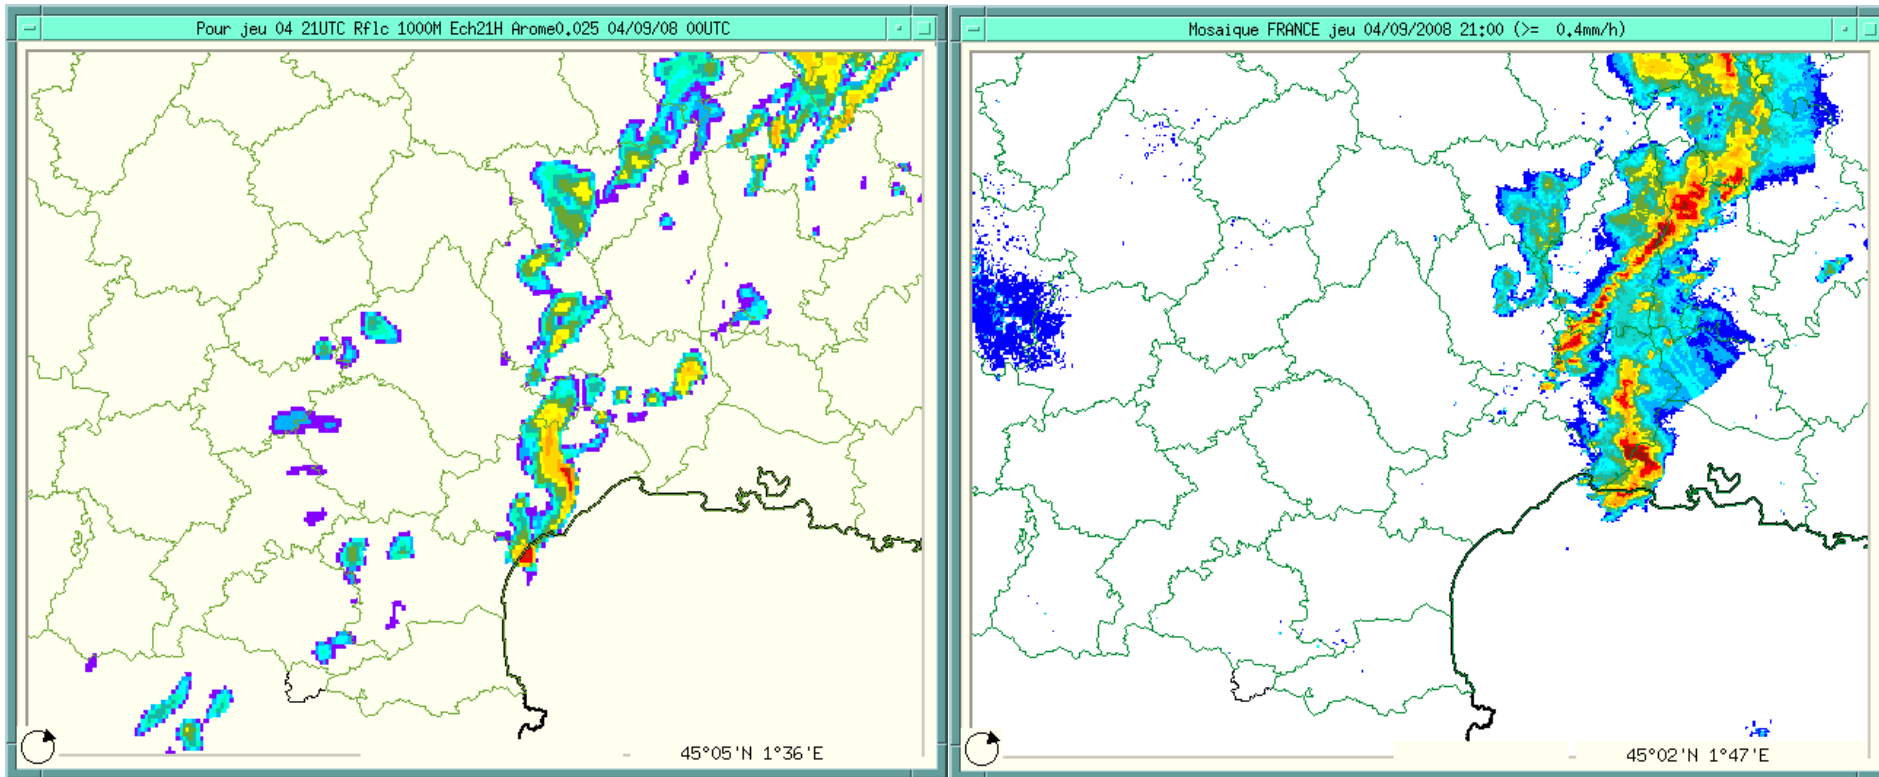 Pour jeu 04 21UTC Rflc 1000M Ech21H Arome0.025 04/09/08 00UTC
Mosaique FRANCE jeu 04/09/2008 21:00 (>= 0.4mm/h)
45°05'N 1°36'E
45°02'N 1°47'E